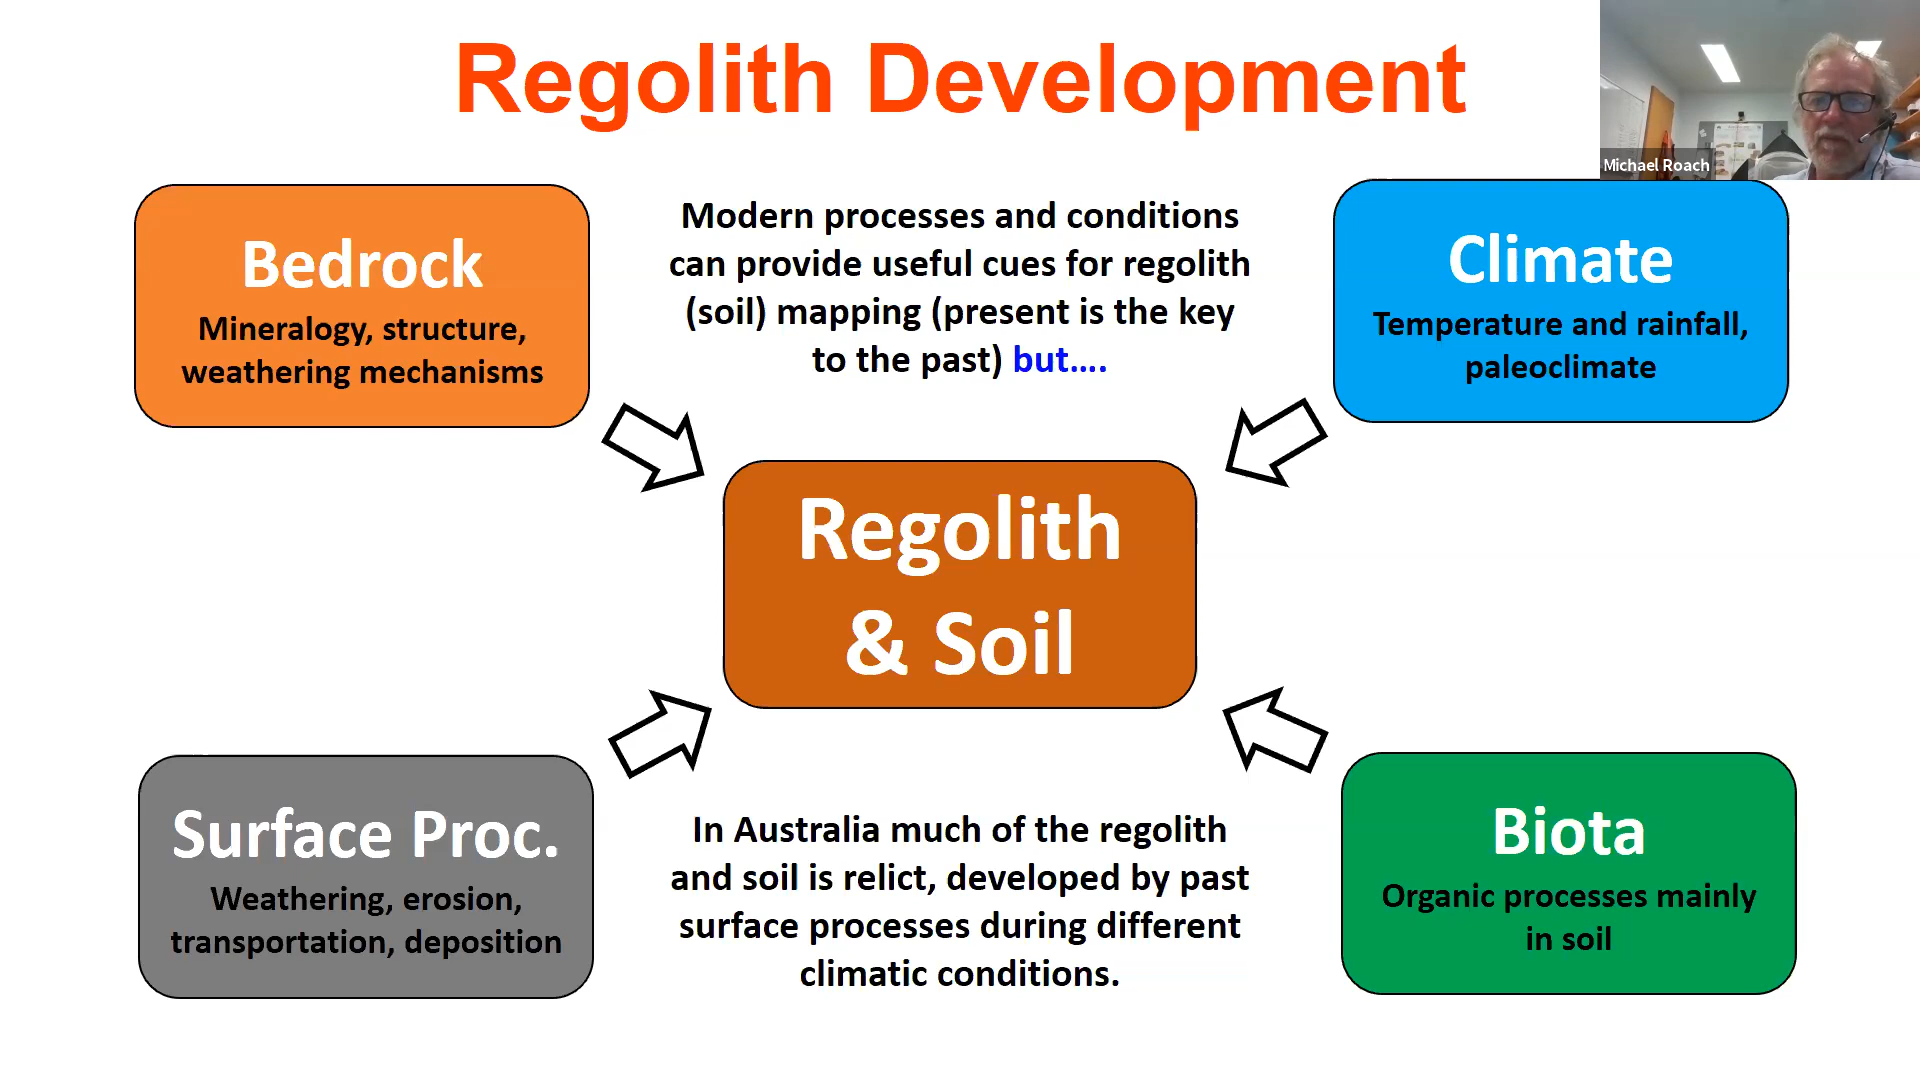 Regolith Development
Michael Roach
Bedrock
Mineralogy, structure,
weathering mechanisms
Modern processes and conditions
can provide useful cues for regolith
(soil) mapping (present is the key
to the past) but....
Climate
Temperature and rainfall,
paleoclimate
Regolith
& Soil
Surface Proc.
Weathering, erosion,
transportation, deposition
In Australia much of the regolith
and soil is relict, developed by past
surface processes during different
climatic conditions.
Biota
Organic processes mainly
in soil